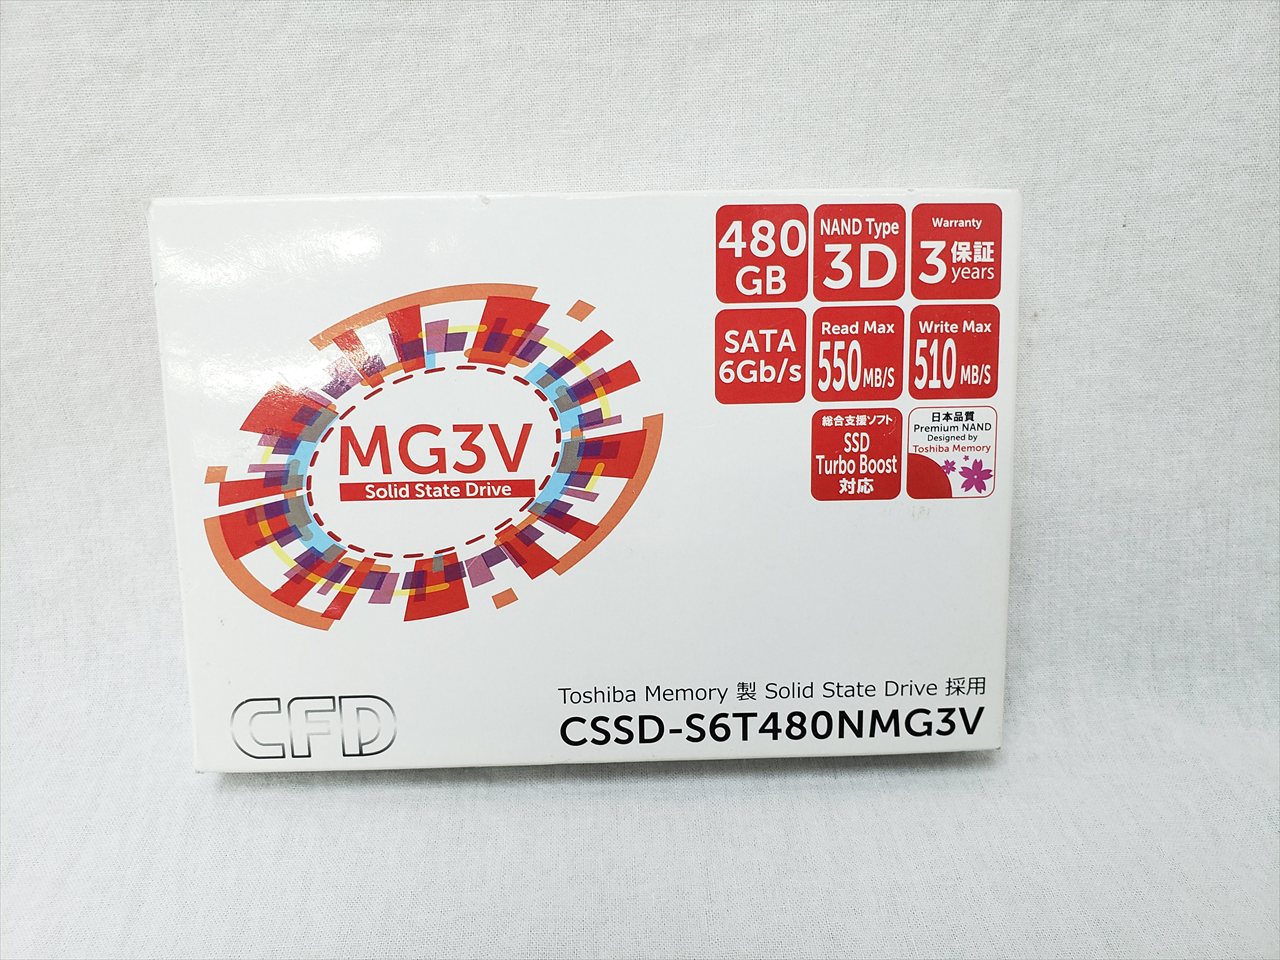 480
GB
NAND Type
3D
Warranty
3保証
years
SATA
6Gb/s
Read Max
550MB/S
Write Max
510MB/S
総合支援ソフト
SSD
Turbo Boost
対応
日本品質
Premium NAND
Designed by
Toshiba Memory
MG3V
Solid State Drive
CFD
Toshiba Memory 製 Solid State Drive 採用
CSSD-S6T480NMG3V